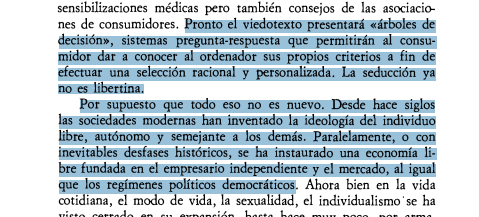 sensibilizaciones médicas pero también consejos de las asociacio-
nes de consumidores. Pronto el viedotexto presentará «árboles de
decisión», sistemas pregunta-respuesta que permitirán al consu-
midor dar a conocer al ordenador sus propios criterios a fin de
efectuar una selección racional y personalizada. La seducción ya
no es libertina.
Por supuesto que todo eso no es nuevo. Desde hace siglos
las sociedades modernas han inventado la ideología del individuo
libre, autónomo y semejante a los demás. Paralelamente, o con
inevitables desfases históricos, se ha instaurado una economía li-
bre fundada en el empresario independiente y el mercado, al igual
que los regímenes políticos democráticos. Ahora bien en la vida
cotidiana, el modo de vida, la sexualidad, el individualismo se ha
visto cerrado en su expansión, hasta hace muy poco, por arma-